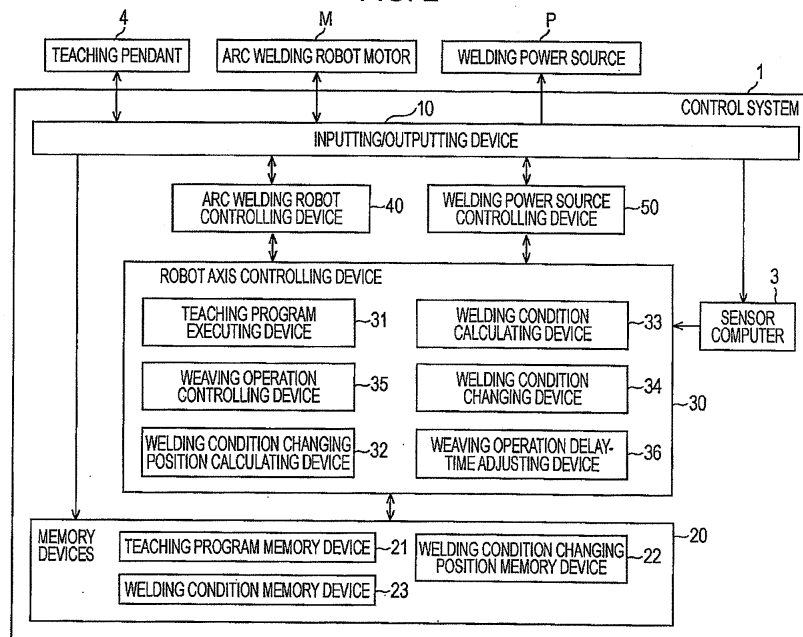 4
M
P
TEACHING PENDANT
ARC WELDING ROBOT MOTOR
WELDING POWER SOURCE
1
10
CONTROL SYSTEM
INPUTTING/OUTPUTTING DEVICE
ARC WELDING ROBOT
CONTROLLING DEVICE
40
WELDING POWER SOURCE
CONTROLLING DEVICE
50
ROBOT AXIS CONTROLLING DEVICE
3
TEACHING PROGRAM
EXECUTING DEVICE
31
WELDING CONDITION
CALCULATING DEVICE
33
SENSOR
COMPUTER
WEAVING OPERATION
CONTROLLING DEVICE
35
WELDING CONDITION
CHANGING DEVICE
34
30
WELDING CONDITION CHANGING
POSITION CALCULATING DEVICE
32
WEAVING OPERATION DELAY-
TIME ADJUSTING DEVICE
36
MEMORY
DEVICES
TEACHING PROGRAM MEMORY DEVICE
21
WELDING CONDITION CHANGING
POSITION MEMORY DEVICE
22
20
WELDING CONDITION MEMORY DEVICE
23